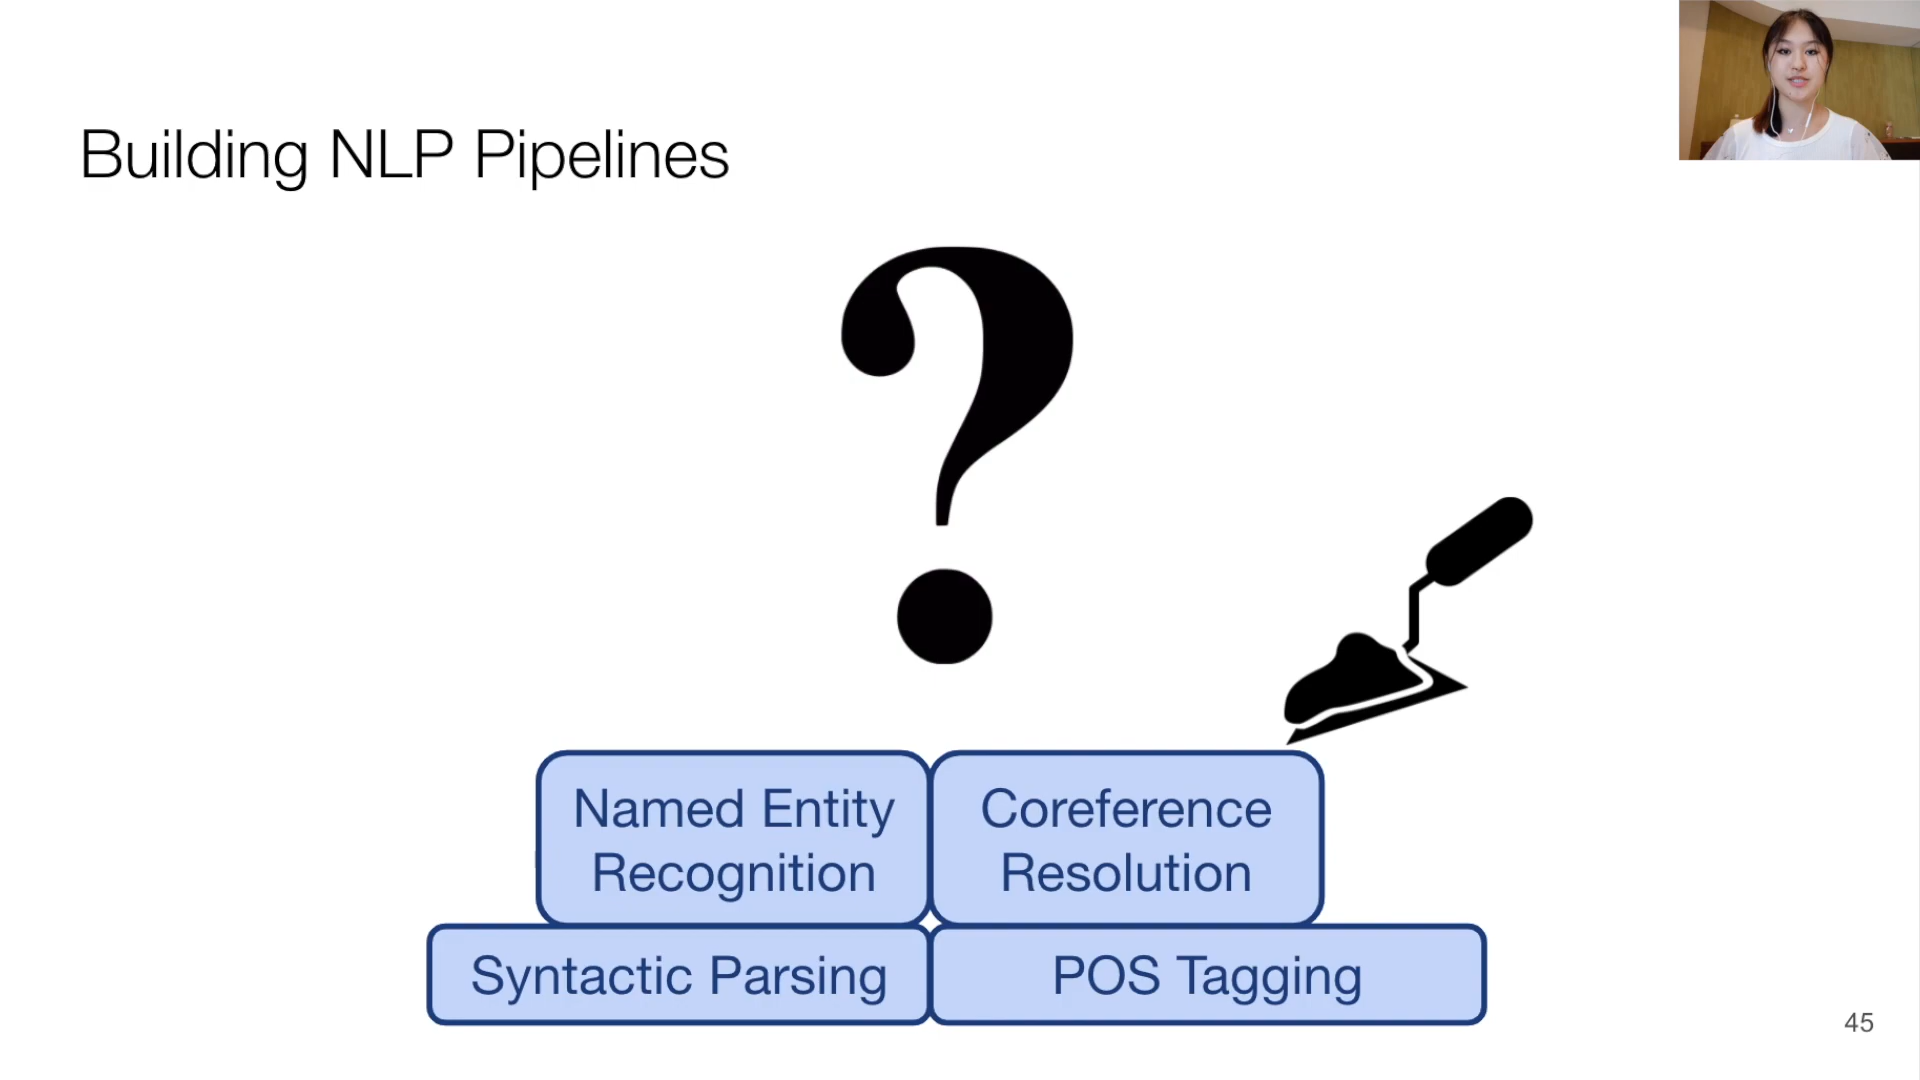 Building NLP Pipelines
?
Named Entity
Recognition
Coreference
Resolution
Syntactic Parsing
POS Tagging
45